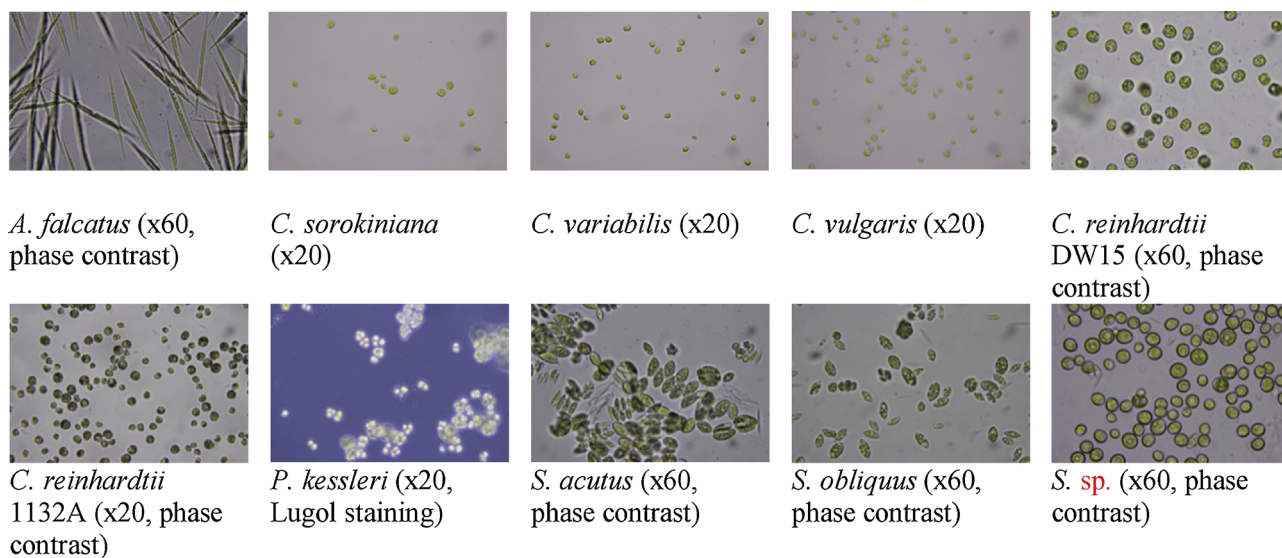 A. falcatus (x60,
phase contrast)
C. sorokiniana
(x20)
C. variabilis (x20)
C. vulgaris (x20)
C. reinhardtii
DW15 (x60, phase
contrast)
C. reinhardtii
1132A (x20, phase
contrast)
P. kessleri (x20,
Lugol staining)
S. acutus (x60,
phase contrast)
S. obliquus (x60,
phase contrast)
S. sp. (x60, phase
contrast)